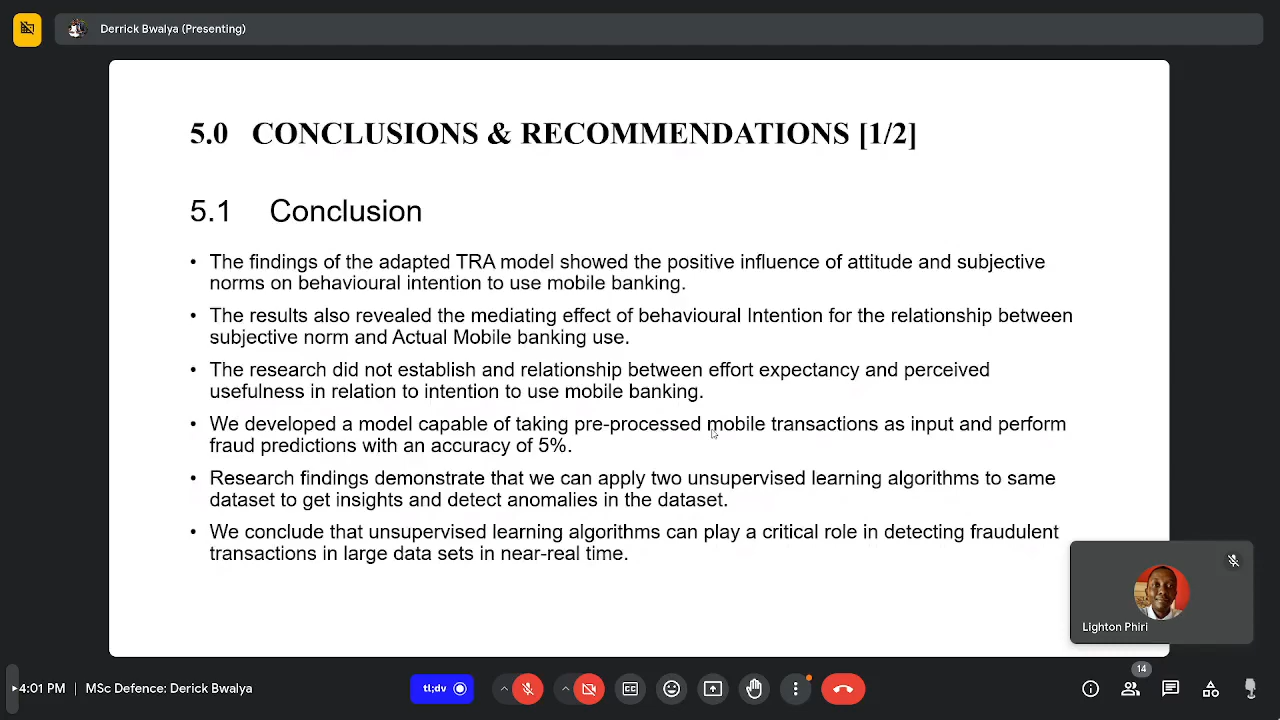 Derrick Bwalya (Presenting)
5.0 CONCLUSIONS & RECOMMENDATIONS [1/2]
5.1 Conclusion
• The findings of the adapted TRA model showed the positive influence of attitude and subjective
norms on behavioural intention to use mobile banking.
• The results also revealed the mediating effect of behavioural Intention for the relationship between
subjective norm and Actual Mobile banking use.
• The research did not establish and relationship between effort expectancy and perceived
usefulness in relation to intention to use mobile banking.
• We developed a model capable of taking pre-processed mobile transactions as input and perform
fraud predictions with an accuracy of 5%.
• Research findings demonstrate that we can apply two unsupervised learning algorithms to same
dataset to get insights and detect anomalies in the dataset.
• We conclude that unsupervised learning algorithms can play a critical role in detecting fraudulent
transactions in large data sets in near-real time.
Lighton Phiri
4:01 PM | MSc Defence: Derick Bwalya
tl;dv
CC
14